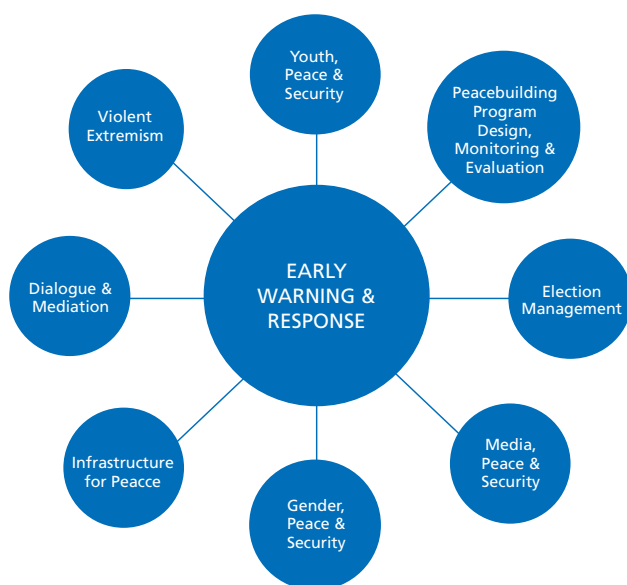 Youth,
Peace &
Security
Peacebuilding
Program
Design,
Monitoring &
Evaluation
Violent
Extremism
EARLY
WARNING &
RESPONSE
Dialogue &
Mediation
Election
Management
Media,
Peace &
Security
Infrastructure
for Peacce
Gender,
Peace &
Security